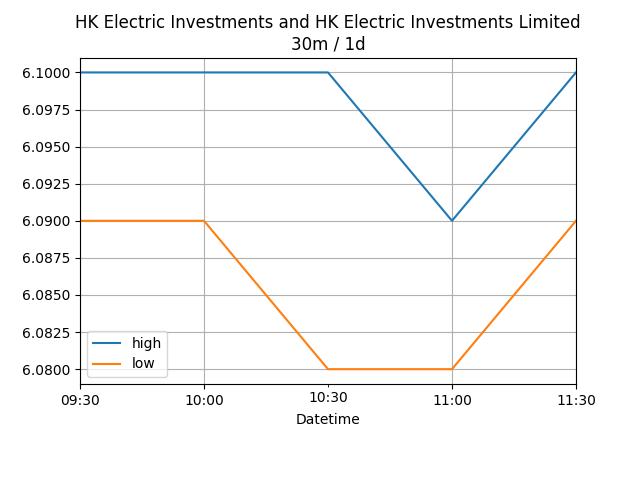 HK Electric Investments and HK Electric Investments Limited
30m / 1d
6.1000
6.0975
6.0950
6.0925
6.0900
6.0875
6.0850
6.0825
6.0800
high
low
09:30
10:00
10:30
11:00
11:30
Datetime